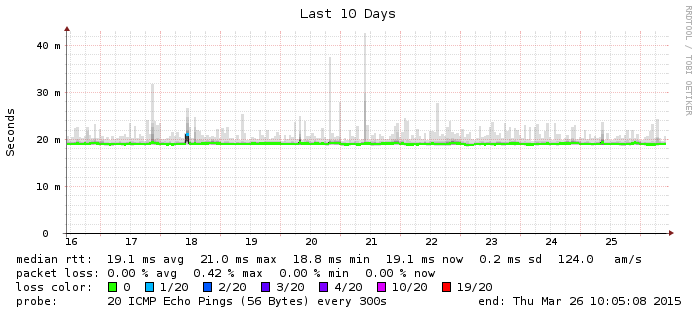 Last 10 Days
RRDTOOL / TOBI OETIKER
Seconds
40 m
30 m
20 m
10 m
0
16 17 18 19 20 21 22 23 24 25
median rtt: 19.1 ms avg 21.0 ms max 18.8 ms min 19.1 ms now 0.2 ms sd 124.0 am/s
packet loss: 0.00 % avg 0.42 % max 0.00 % min 0.00 % now
loss color: 0 1/20 2/20 3/20 4/20 10/20 19/20
probe: 20 ICMP Echo Pings (56 Bytes) every 300s end: Thu Mar 26 10:05:08 2015